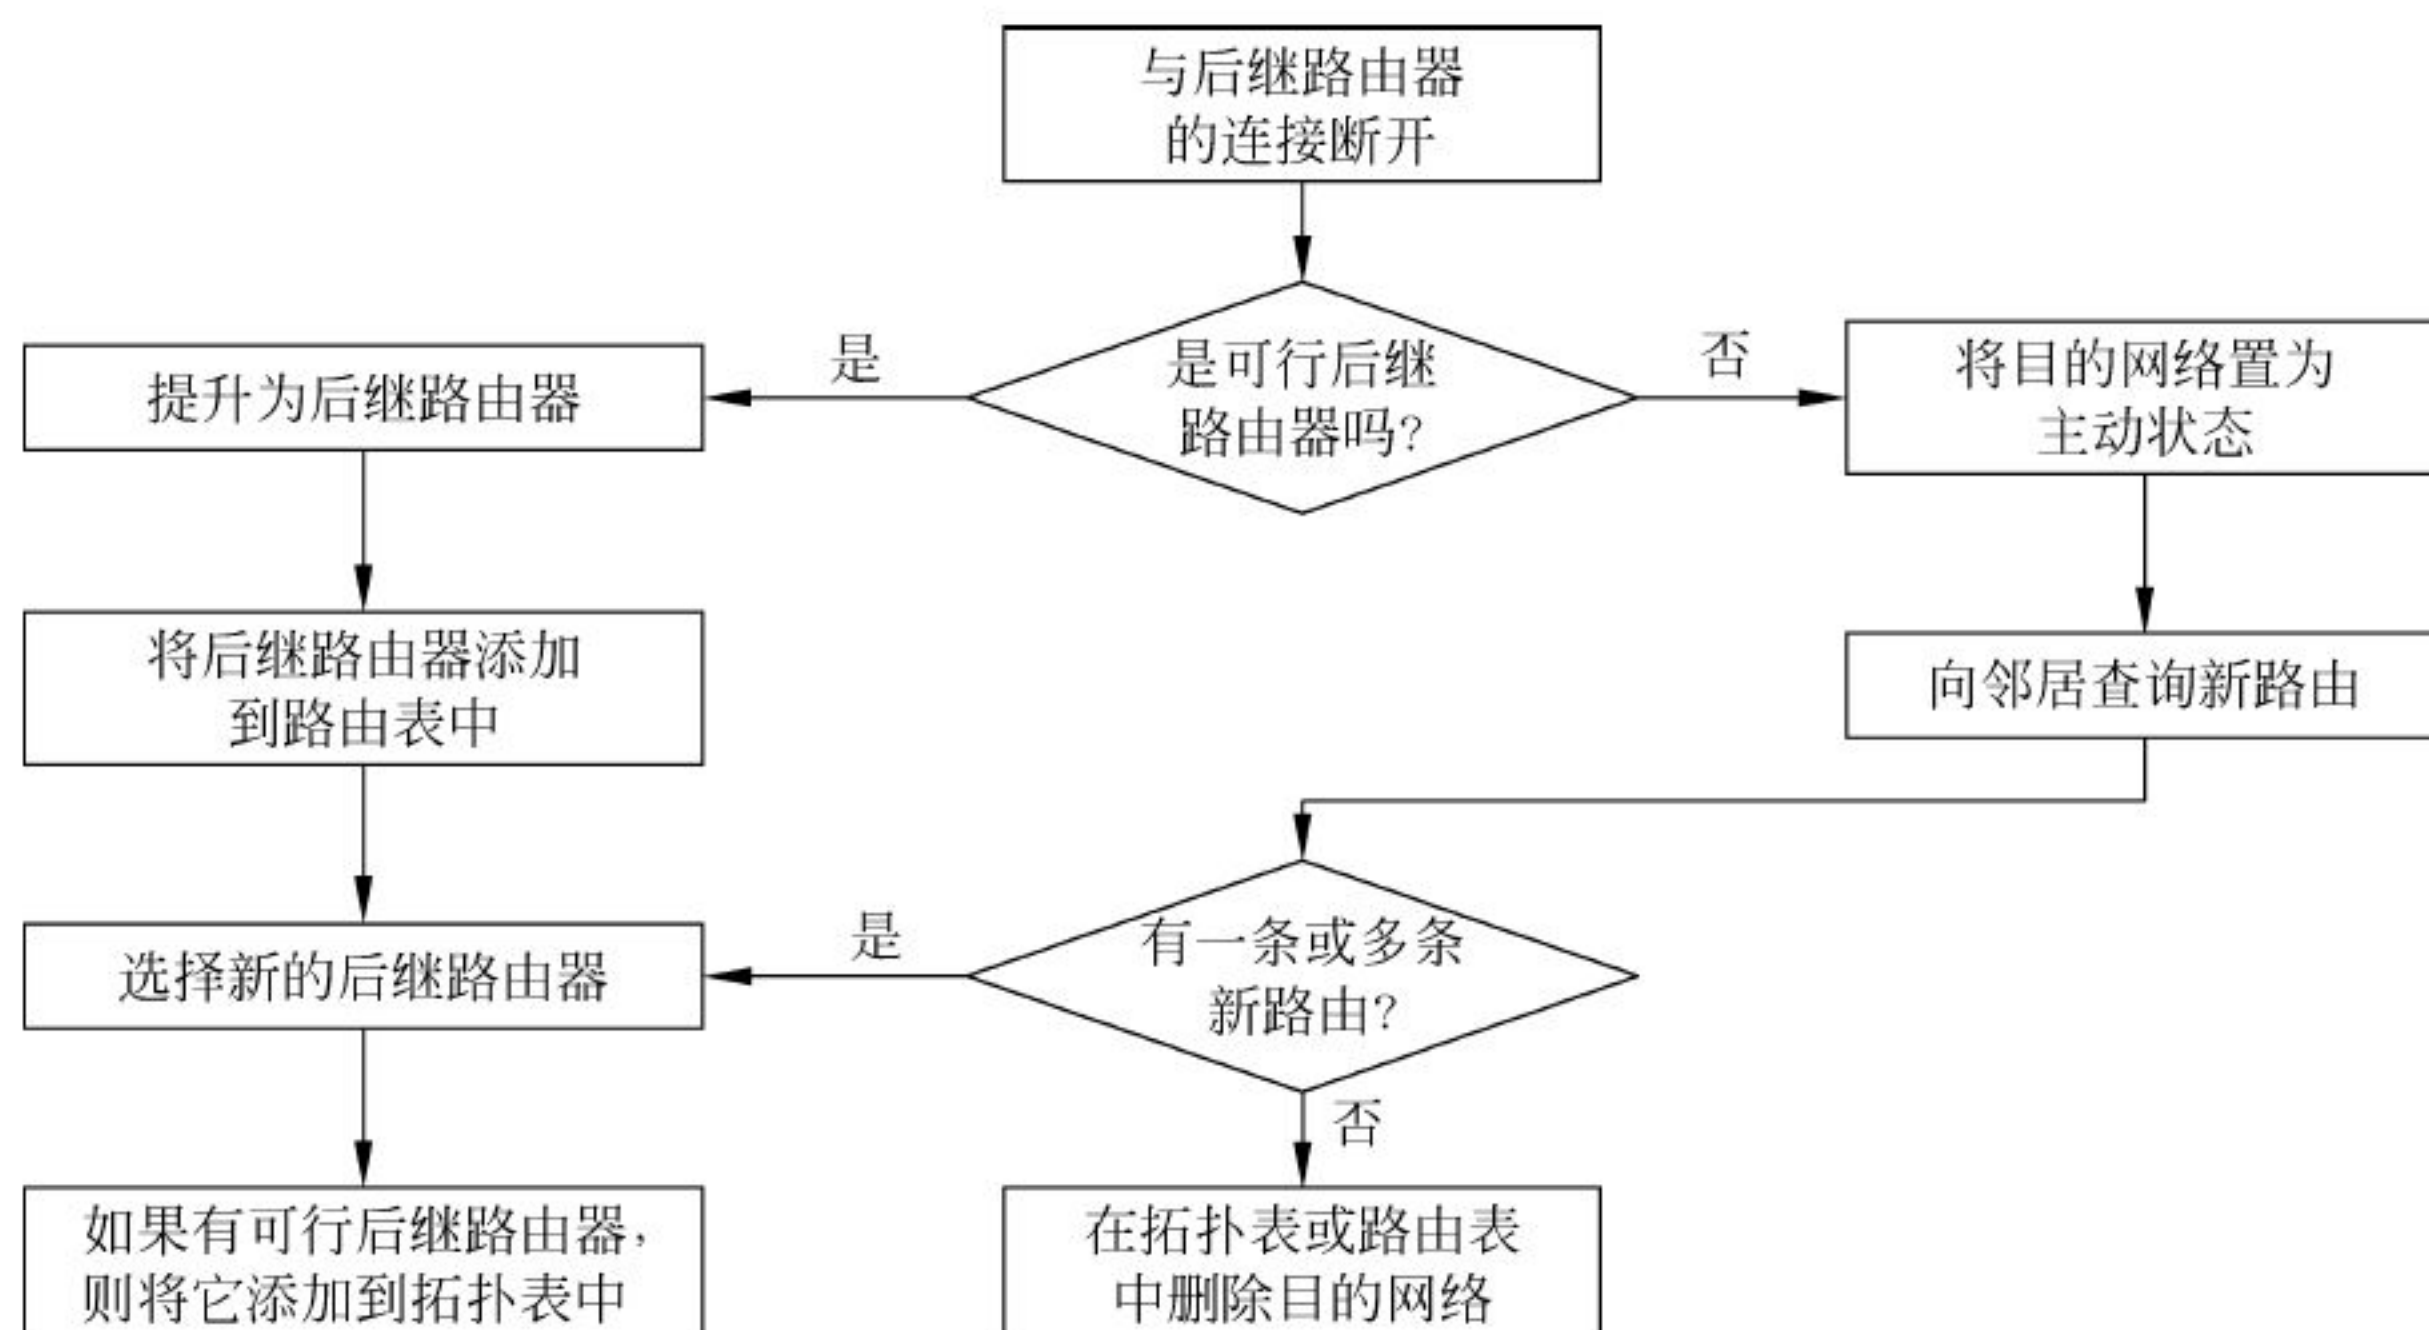 与后继路由器
的连接断开
是
是可行后继
路由器吗?
否
提升为后继路由器
将目的网络置为
主动状态
将后继路由器添加
到路由表中
向邻居查询新路由
选择新的后继路由器
是
有一条或多条
新路由?
否
如果有可行后继路由器,
则将它添加到拓扑表中
在拓扑表或路由表
中删除目的网络